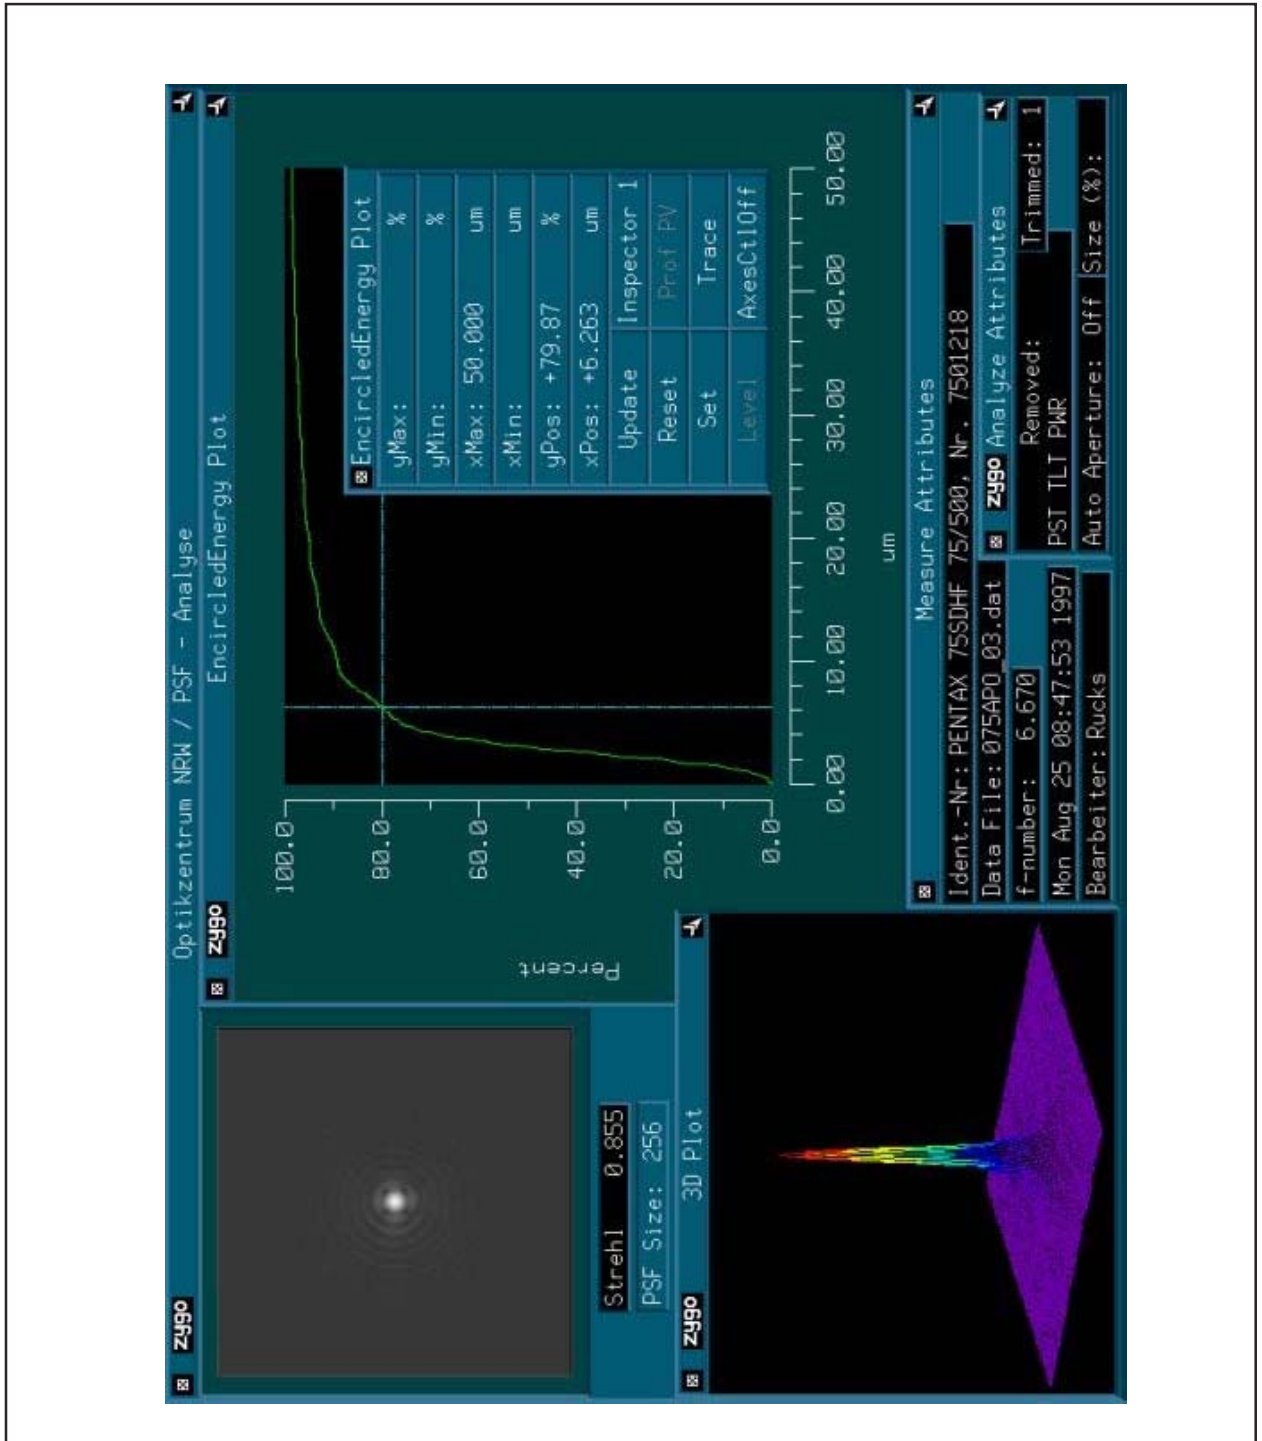 zygo Optikzentrum NRW / PSF - Analyse
Strehl 0.855
PSF Size: 256
zygo EncircledEnergy Plot
Percent
100.0
80.0
60.0
40.0
20.0
0.0
0.00 10.00 20.00 30.00 40.00 50.00
um
EncircledEnergy Plot
yMax: %
yMin: %
xMax: 50.000 um
xMin: um
yPos: +79.87 %
xPos: +6.263 um
Update Inspector 1
Reset Prof PV
Set Trace
Level AxesCtlOff
zygo 3D Plot
Measure Attributes
Ident.-Nr: PENTAX 75SDHF 75/500, Nr. 7501218
Data File: 075APO_03.dat
f-number: 6.670
Mon Aug 25 08:47:53 1997
Bearbeiter: Rucks
zygo Analyze Attributes
Removed: Trimmed: 1
PST TLT PWR
Auto Aperture: Off Size (%):